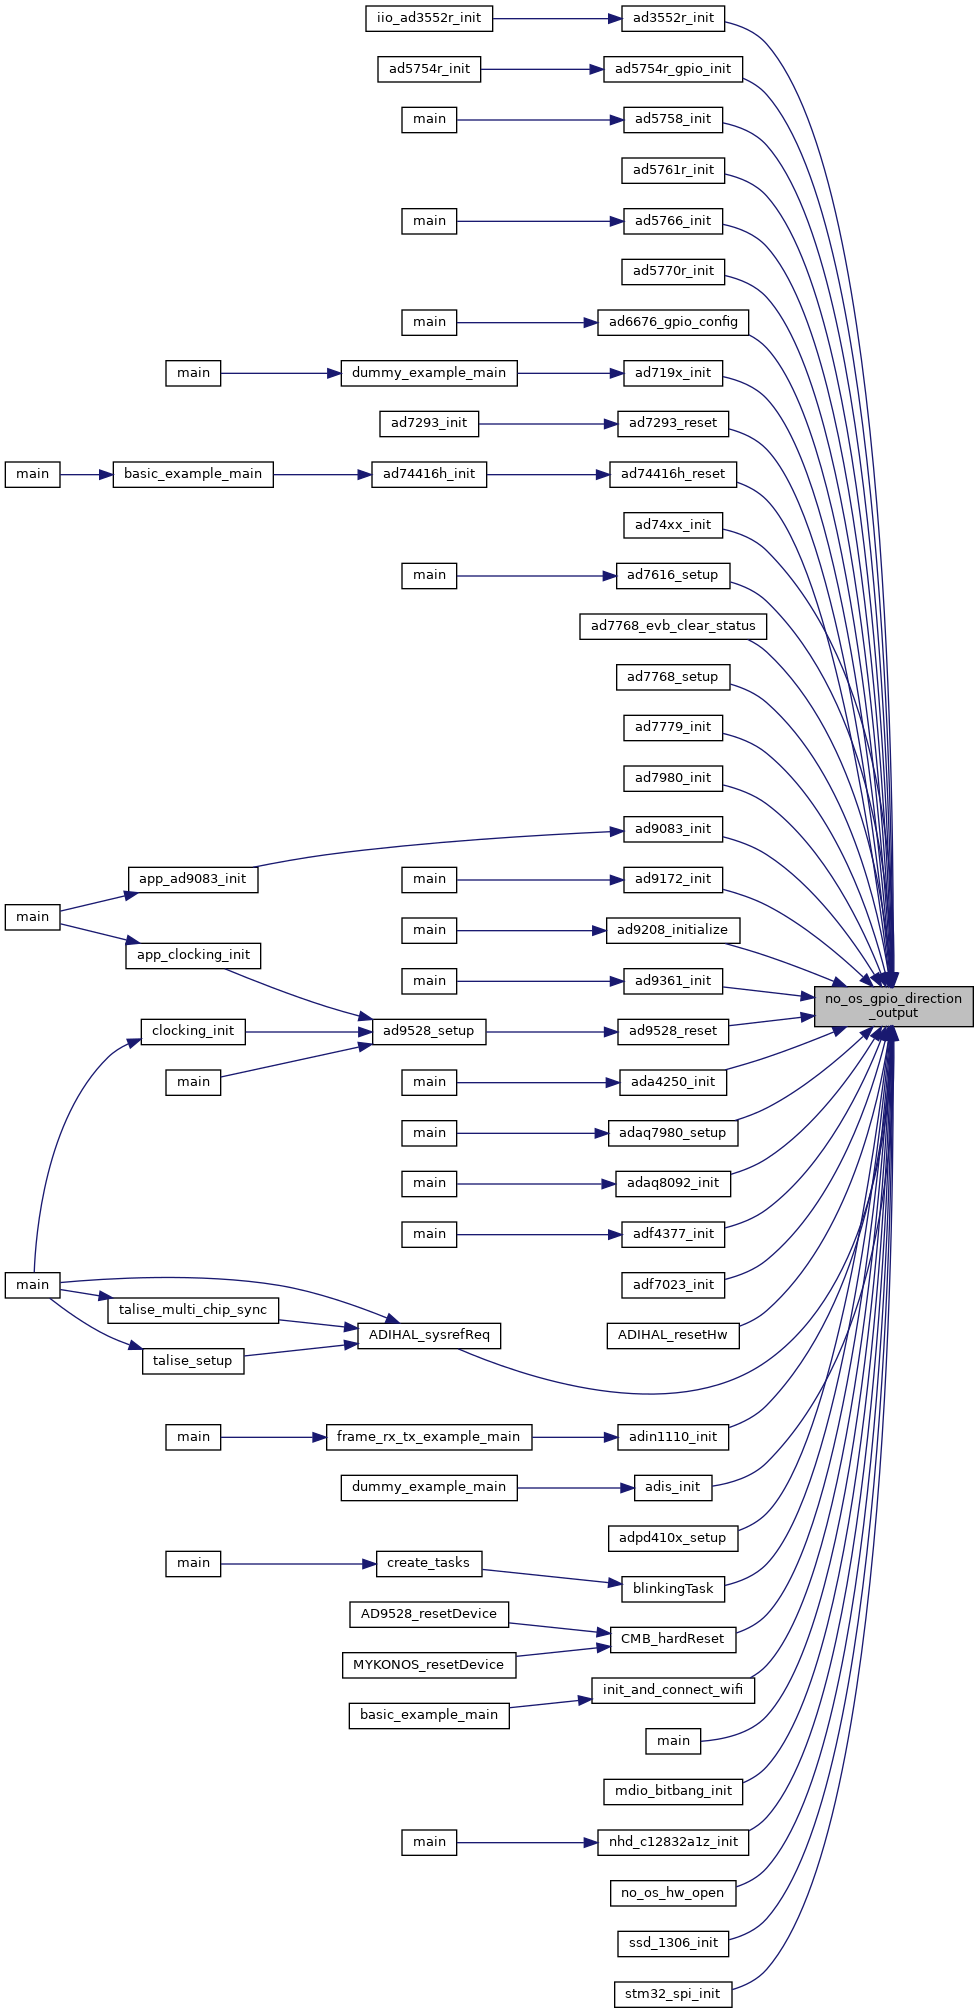 iio_ad3552r_init
ad3552r_init
ad5754r_init
ad5754r_gpio_init
main
ad5758_init
ad5761r_init
main
ad5766_init
ad5770r_init
main
ad6676_gpio_config
main
dummy_example_main
ad719x_init
ad7293_init
ad7293_reset
main
basic_example_main
ad74416h_init
ad74416h_reset
ad74xx_init
main
ad7616_setup
ad7768_evb_clear_status
ad7768_setup
ad7779_init
ad7980_init
ad9083_init
app_ad9083_init
main
ad9172_init
main
main
ad9208_initialize
app_clocking_init
main
ad9361_init
no_os_gpio_direction
_output
clocking_init
ad9528_setup
ad9528_reset
main
main
ada4250_init
main
adaq7980_setup
main
adaq8092_init
main
adf4377_init
main
adf7023_init
talise_multi_chip_sync
ADIHAL_sysrefReq
ADIHAL_resetHw
talise_setup
main
frame_rx_tx_example_main
adin1110_init
dummy_example_main
adis_init
adpd410x_setup
main
create_tasks
blinkingTask
AD9528_resetDevice
CMB_hardReset
MYKONOS_resetDevice
init_and_connect_wifi
basic_example_main
main
mdio_bitbang_init
main
nhd_c12832a1z_init
no_os_hw_open
ssd_1306_init
stm32_spi_init